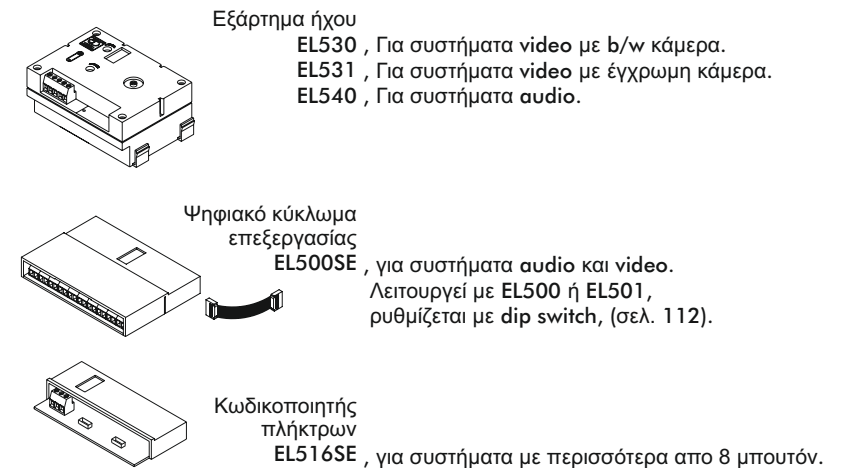 Εξάρτημα ήχου
EL530 , Για συστήματα video με b/w κάμερα.
EL531 , Για συστήματα video με έγχρωμη κάμερα.
EL540 , Για συστήματα audio.
Ψηφιακό κύκλωμα
επεξεργασίας
EL500SE , για συστήματα audio και video.
Λειτουργεί με EL500 ή EL501,
ρυθμίζεται με dip switch, (σελ. 112).
Κωδικοποιητής
πλήκτρων
EL516SE , για συστήματα με περισσότερα απο 8 μπουτόν.